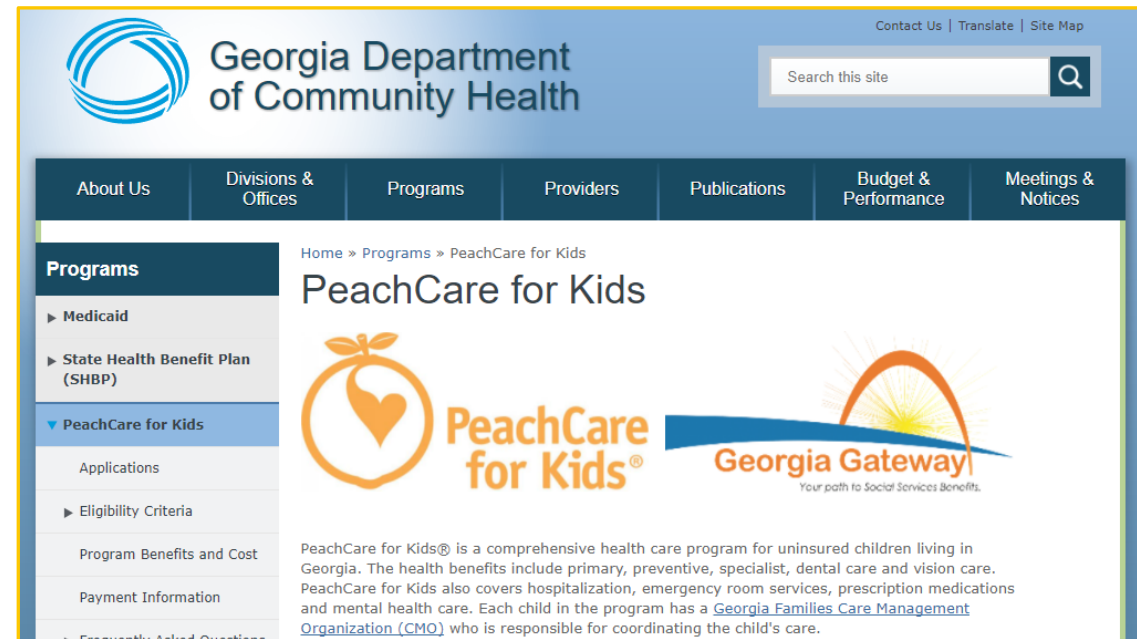 Contact Us | Translate | Site Map
Georgia Department
of Community Health
Search this site
About Us
Divisions &
Offices
Programs
Providers
Publications
Budget &
Performance
Meetings &
Notices
Programs
Medicaid
State Health Benefit Plan
(SHBP)
PeachCare for Kids
Applications
Eligibility Criteria
Program Benefits and Cost
Payment Information
Frequently Asked Questions
Home » Programs » PeachCare for Kids
PeachCare for Kids
PeachCare
for Kids®
Georgia Gateway
Your path to Social Services Benefits.
PeachCare for Kids® is a comprehensive health care program for uninsured children living in
Georgia. The health benefits include primary, preventive, specialist, dental care and vision care.
PeachCare for Kids also covers hospitalization, emergency room services, prescription medications
and mental health care. Each child in the program has a Georgia Families Care Management
Organization (CMO) who is responsible for coordinating the child's care.